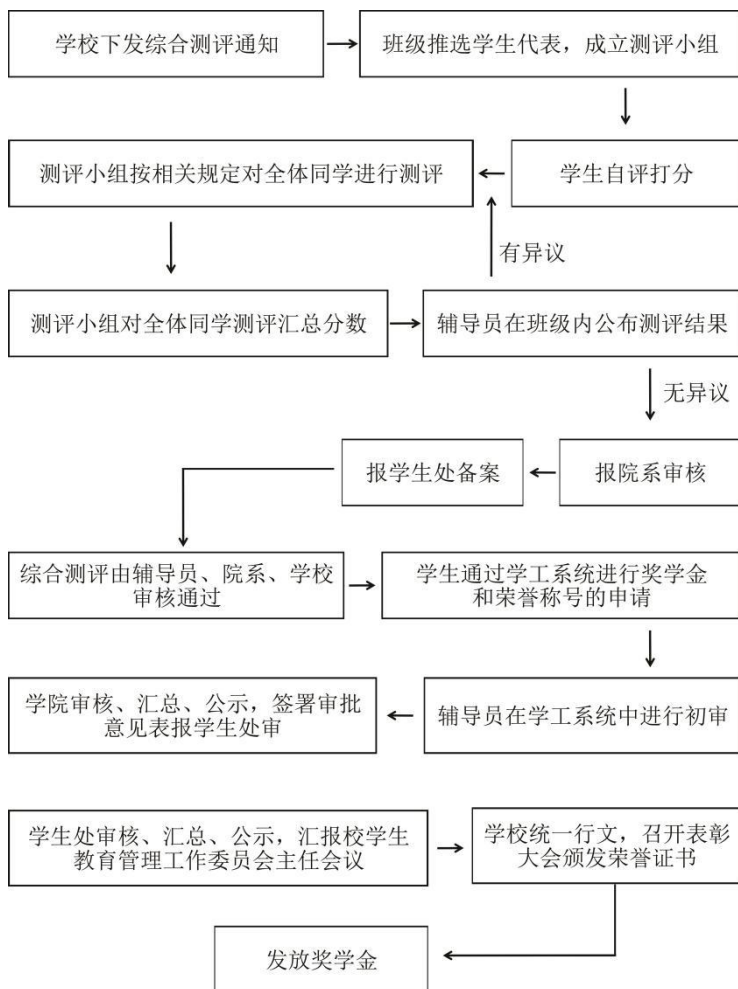 学校下发综合测评通知
班级推选学生代表，成立测评小组
测评小组按相关规定对全体同学进行测评
学生自评打分
有异议
测评小组对全体同学测评汇总分数
辅导员在班级内公布测评结果
无异议
报学生处备案
报院系审核
综合测评由辅导员、院系、学校
审核通过
学生通过学工系统进行奖学金
和荣誉称号的申请
学院审核、汇总、公示，签署审批
意见表报学生处审
辅导员在学工系统中进行初审
学生处审核、汇总、公示，汇报校学生
教育管理工作委员会主任会议
学校统一行文，召开表彰
大会颁发荣誉证书
发放奖学金